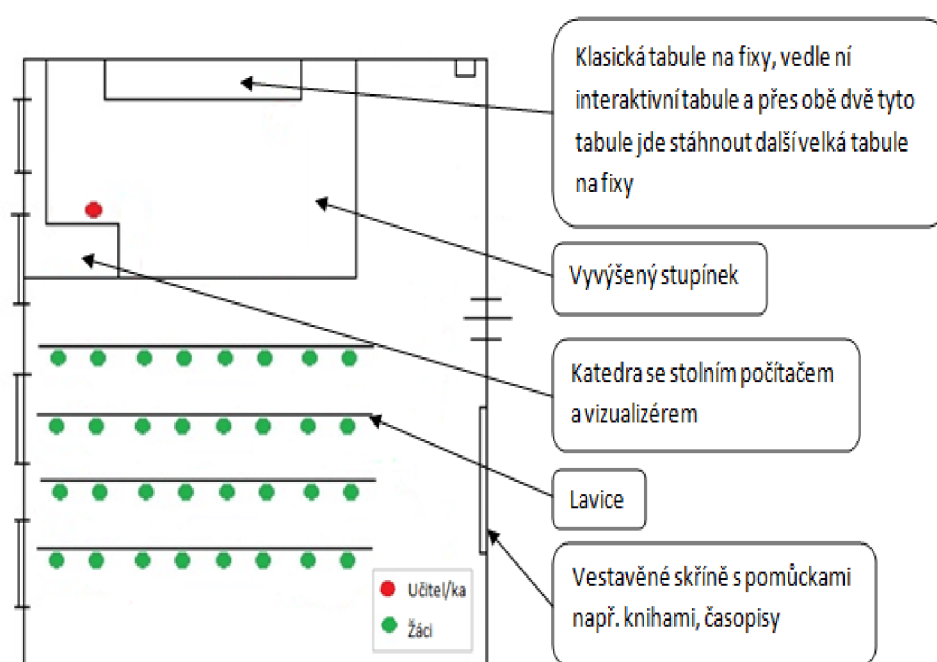 Klasická tabule na fixy, vedle ní
interaktivní tabule a přes obě dvě tyto
tabule jde stáhnout další velká tabule
na fixy
Vyvýšený stupínek
Katedra se stolním počítačem
a vizualizérem
Lavice
Vestavěné skříně s pomůckami
např. knihami, časopisy
Učitel/ka
Žáci